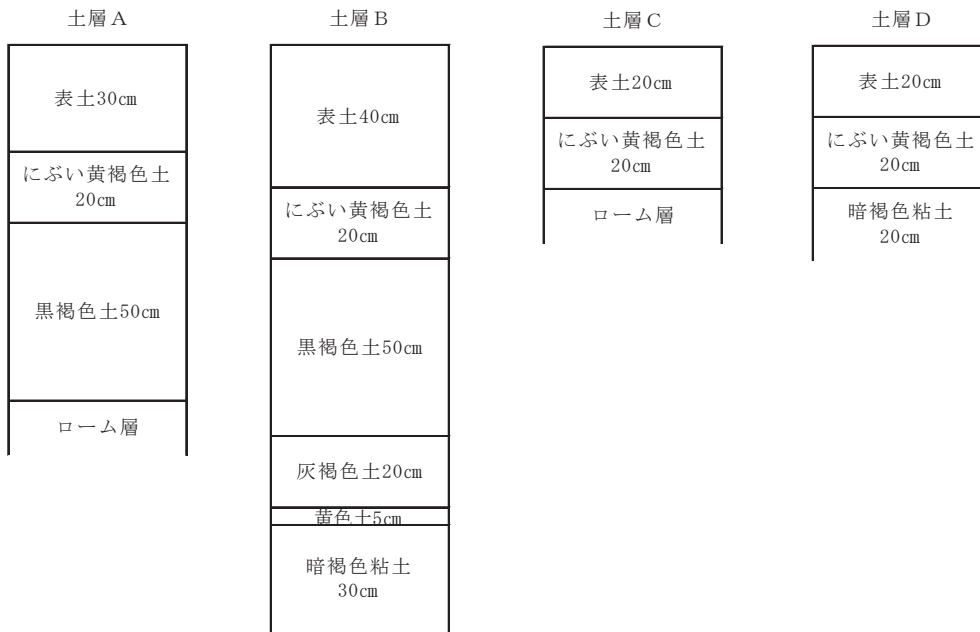 土層A
表土30㎝
にぶい黄褐色土
20㎝
黒褐色土50㎝
ローム層
土層B
表土40㎝
にぶい黄褐色土
20㎝
黒褐色土50㎝
灰褐色土20㎝
黄色土5㎝
暗褐色粘土
30㎝
土層C
表土20㎝
にぶい黄褐色土
20㎝
ローム層
土層D
表土20㎝
にぶい黄褐色土
20㎝
暗褐色粘土
20㎝